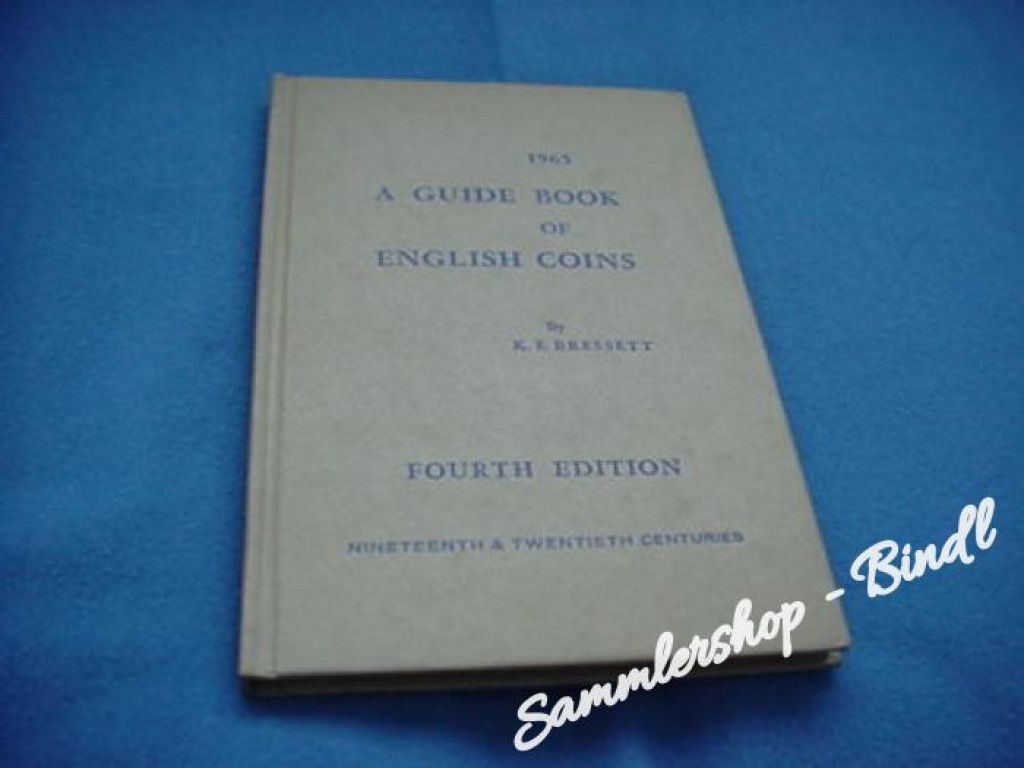 1965
A GUIDE BOOK
OF
ENGLISH COINS
By
K. E. BRESSETT
FOURTH EDITION
NINETEENTH & TWENTIETH CENTURIES
Sammlershop - Bindl